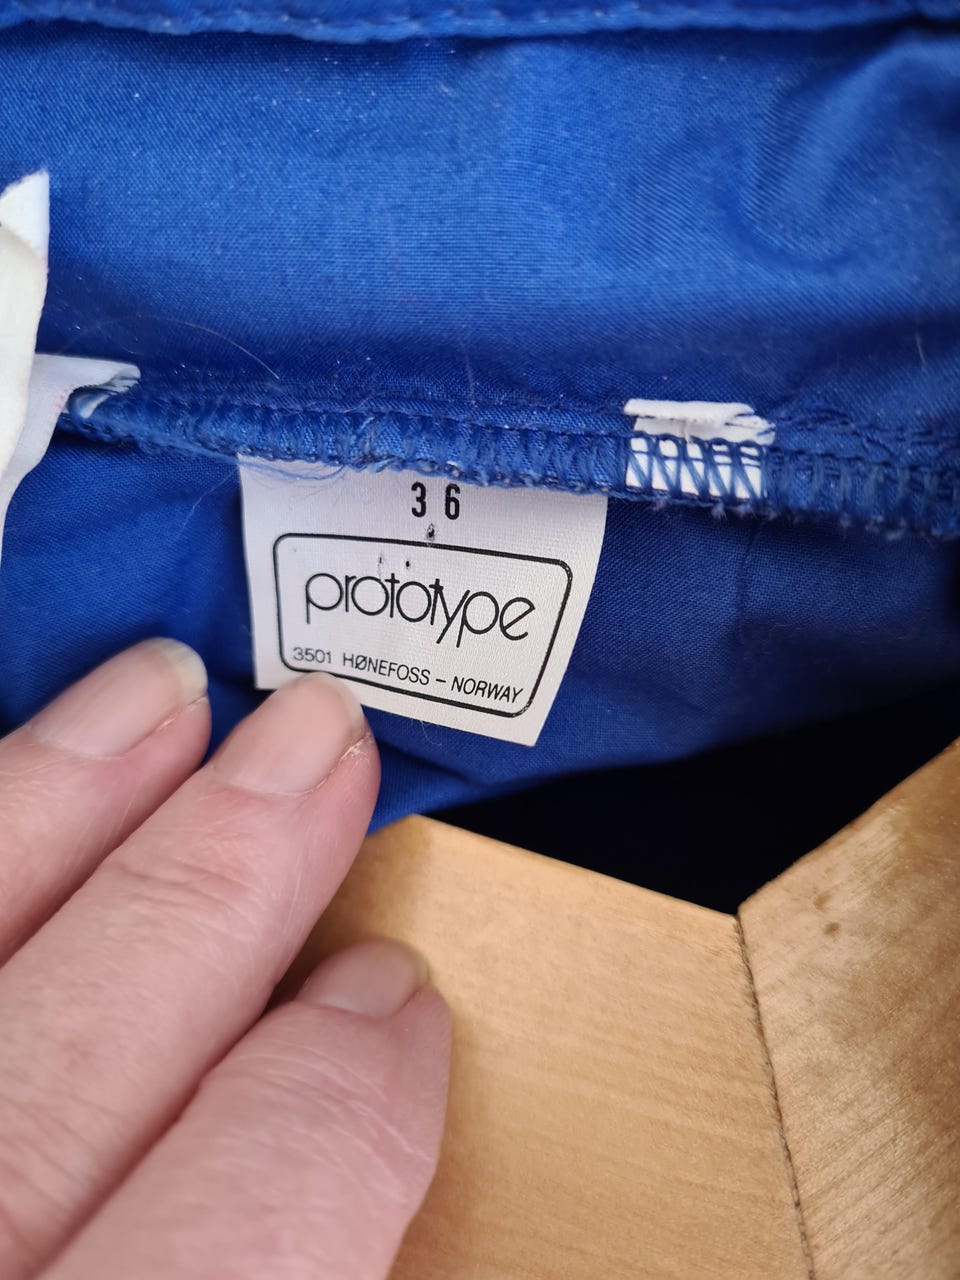 36
prototype
3501 HØNEFOSS – NORWAY